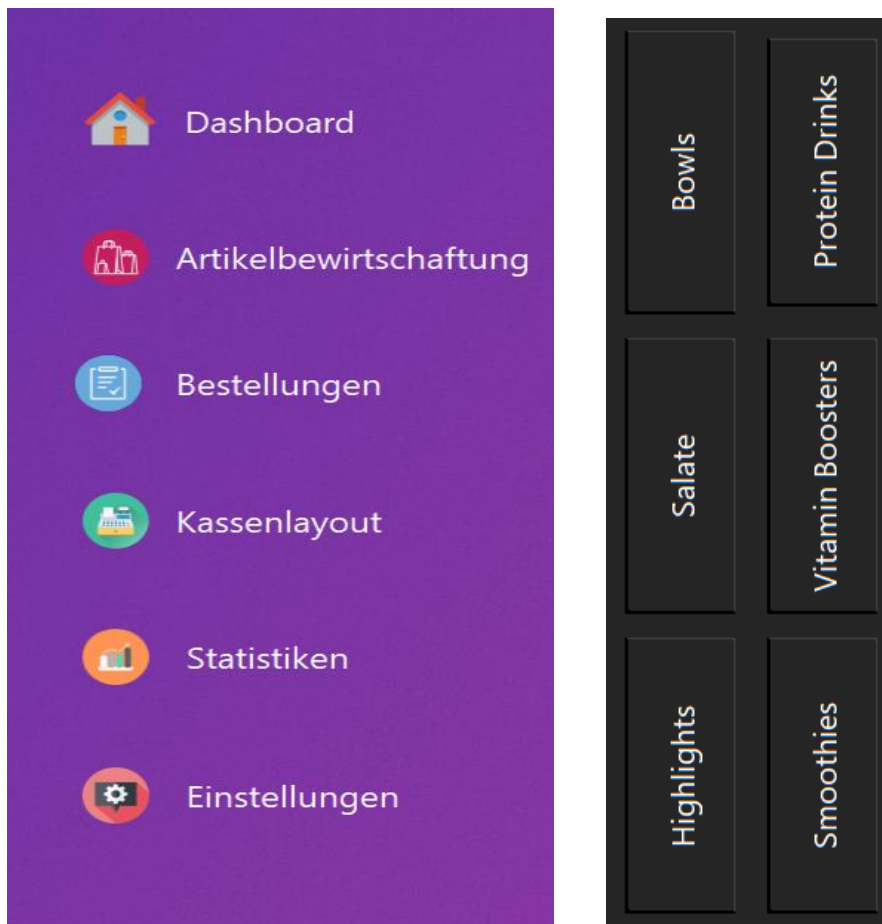 Dashboard
Artikelbewirtschaftung
Bestellungen
Kassenlayout
Statistiken
Einstellungen
Highlights
Salate
Bowls
Smoothies
Vitamin Boosters
Protein Drinks